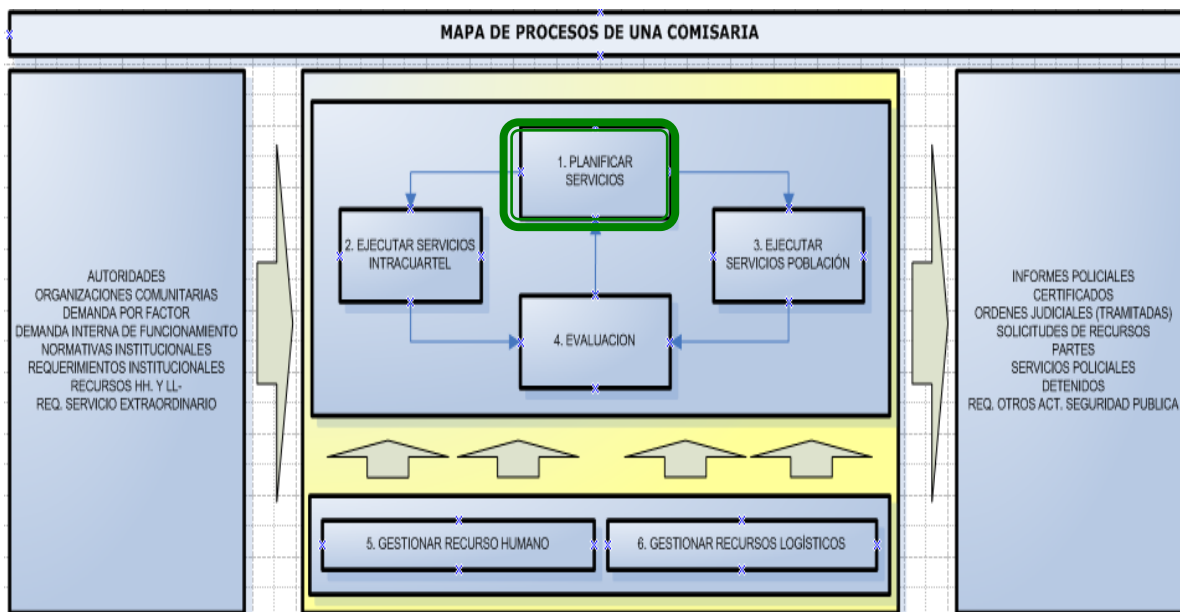 MAPA DE PROCESOS DE UNA COMISARIA
AUTORIDADES
ORGANIZACIONES COMUNITARIAS
DEMANDA POR FACTOR
DEMANDA INTERNA DE FUNCIONAMIENTO
NORMATIVAS INSTITUCIONALES
REQUERIMIENTOS INSTITUCIONALES
RECURSOS HH. Y LL-
REQ. SERVICIO EXTRAORDINARIO
1. PLANIFICAR
SERVICIOS
2. EJECUTAR SERVICIOS
INTRACUARTEL
3. EJECUTAR
SERVICIOS POBLACIÓN
4. EVALUACION
5. GESTIONAR RECURSO HUMANO
6. GESTIONAR RECURSOS LOGÍSTICOS
INFORMES POLICIALES
CERTIFICADOS
ORDENES JUDICIALES (TRAMITADAS)
SOLICITUDES DE RECURSOS
PARTES
SERVICIOS POLICIALES
DETENIDOS
REQ. OTROS ACT. SEGURIDAD PUBLICA